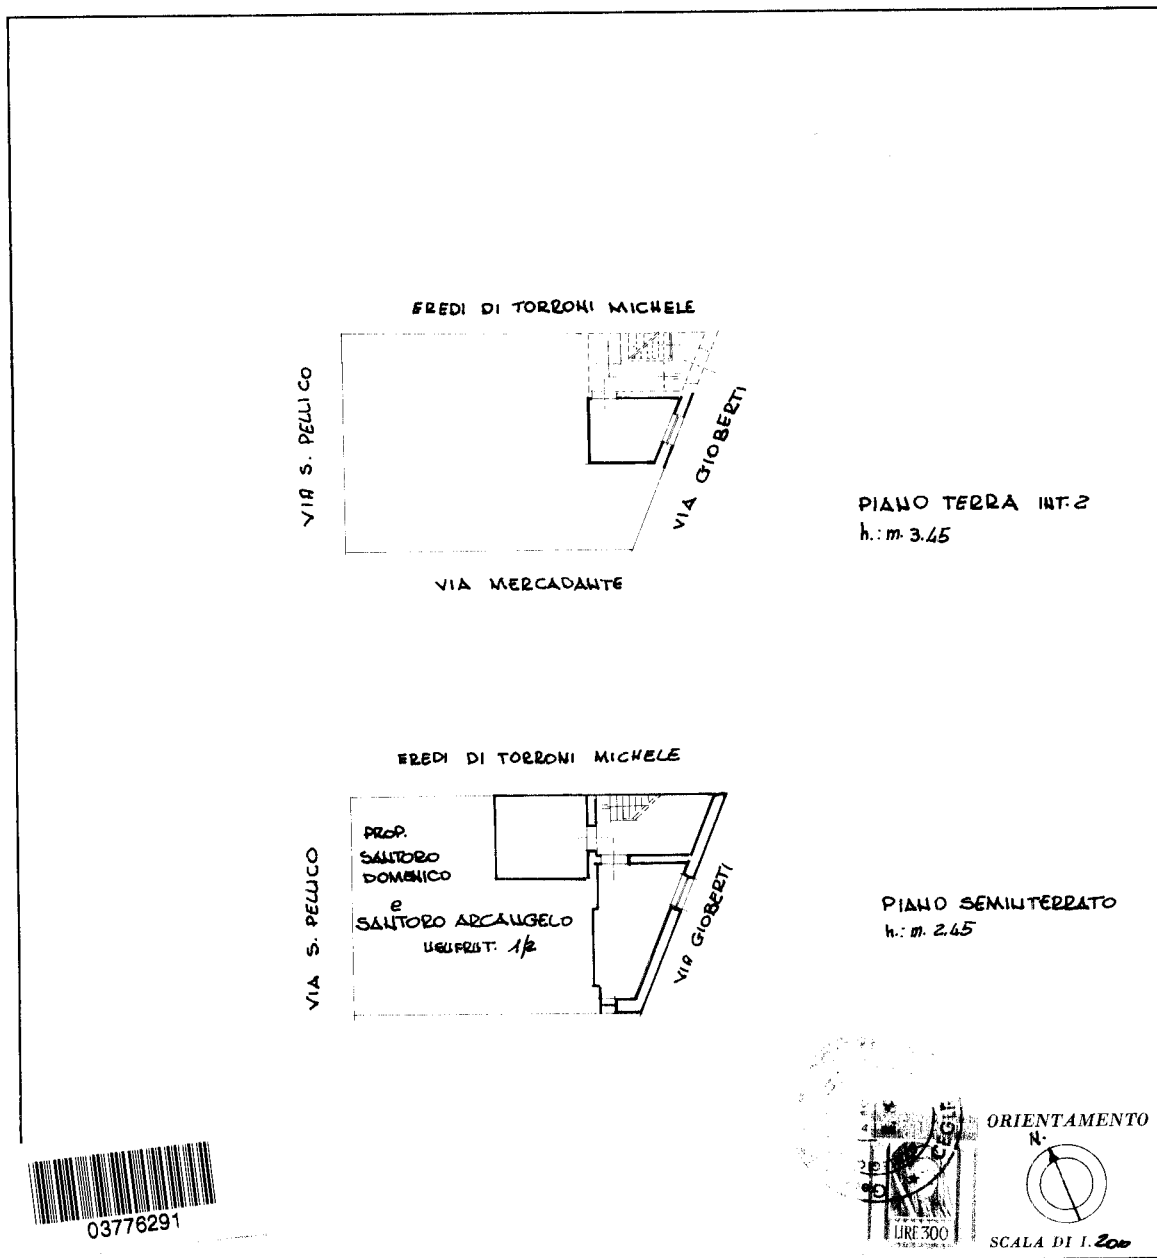 EREDI DI TORRONI MICHELE
VIA S. PELLICO
VIA GIOBERTI
VIA MERCADANTE
PIANO TERRA INT. 2
h.: m. 3.45
EREDI DI TORRONI MICHELE
VIA S. PELLICO
PROP.
SANTORO
DOMENICO
e
SANTORO ARCANGELO
USUFRUT. 1/2
VIA GIOBERTI
PIANO SEMINTERRATO
h.: m. 2.45
CEGLIE
LIRE 300
ORIENTAMENTO
N.
SCALA DI 1. 200
03776291